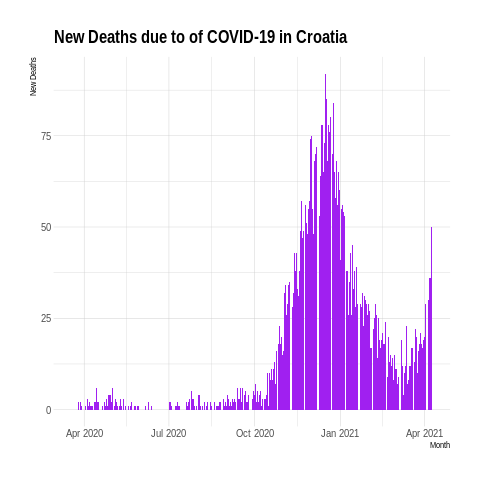 New Deaths due to of COVID-19 in Croatia
New Deaths
75
50
25
0
Apr 2020 Jul 2020 Oct 2020 Jan 2021 Apr 2021
Month